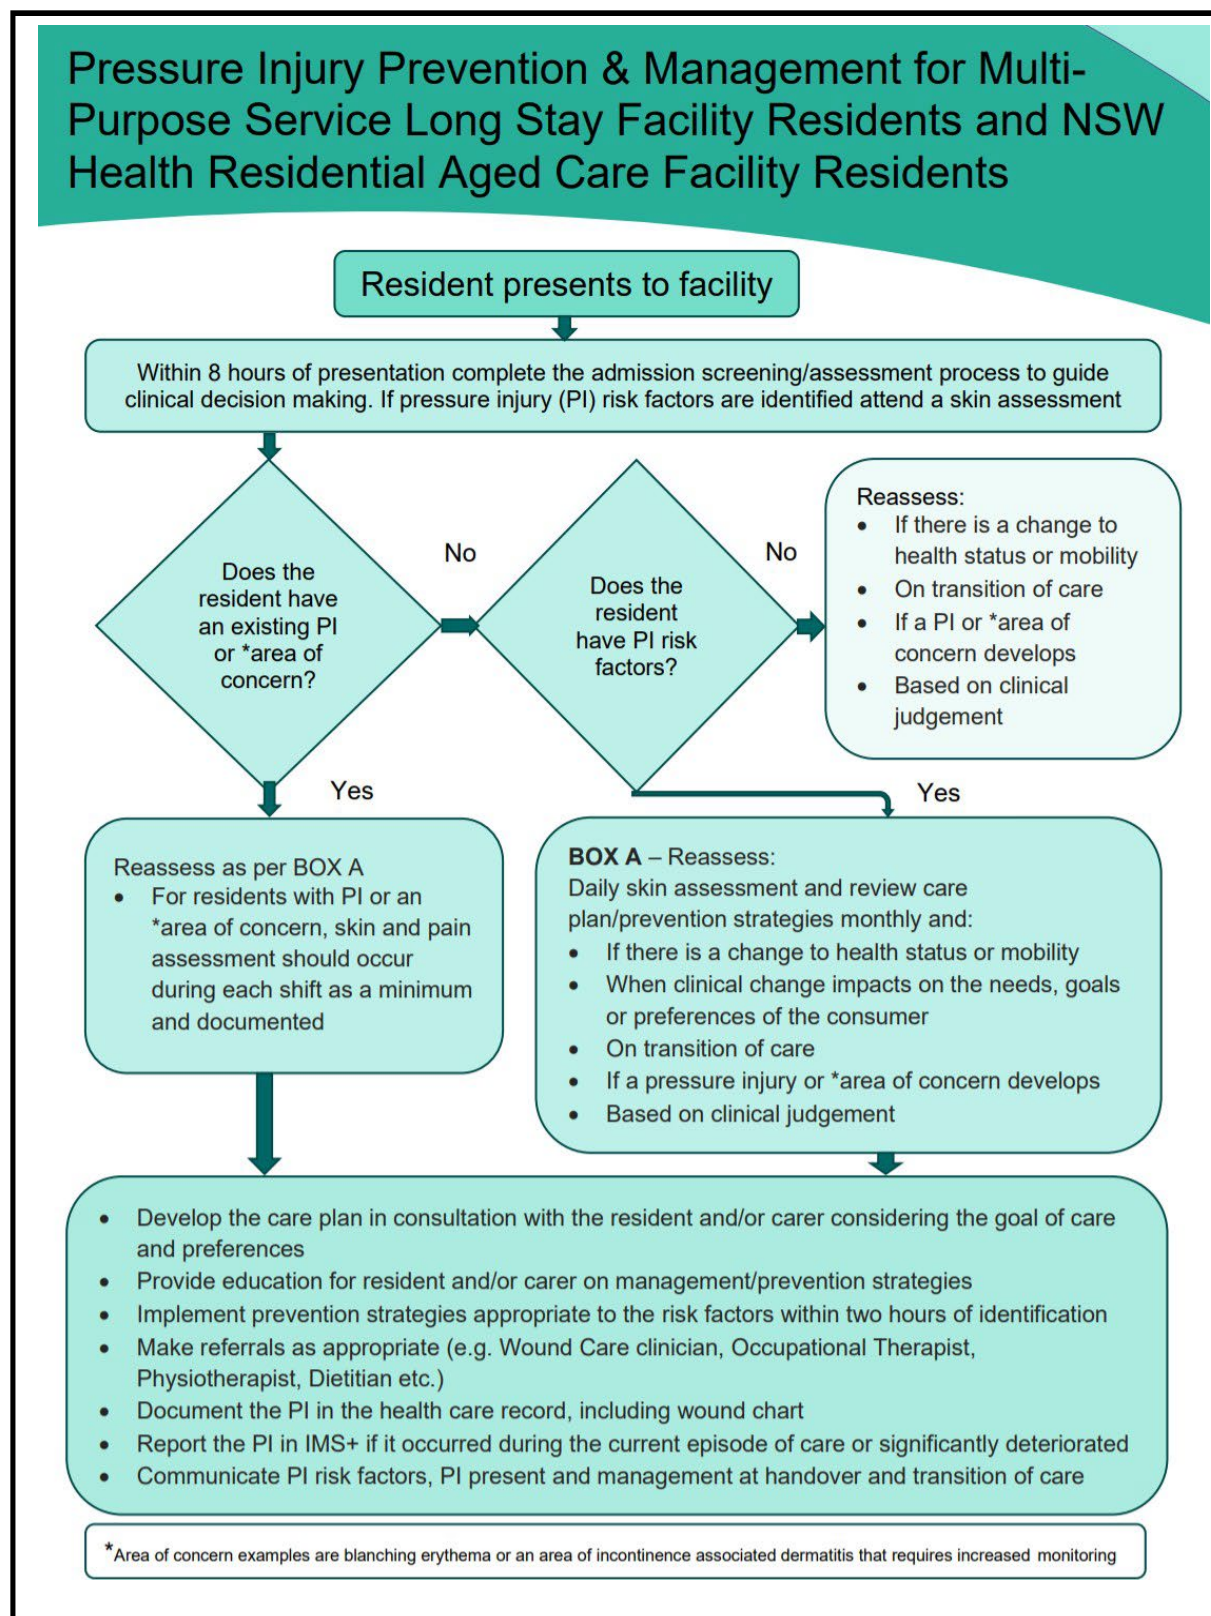 Pressure Injury Prevention & Management for Multi-
Purpose Service Long Stay Facility Residents and NSW
Health Residential Aged Care Facility Residents
Resident presents to facility
Within 8 hours of presentation complete the admission screening/assessment process to guide
clinical decision making. If pressure injury (PI) risk factors are identified attend a skin assessment
Does the
resident have
an existing PI
or *area of
concern?
No
Does the
resident
have PI risk
factors?
No
Reassess:
• If there is a change to
health status or mobility
• On transition of care
• If a PI or *area of
concern develops
• Based on clinical
judgement
Yes
Yes
Reassess as per BOX A
• For residents with PI or an
*area of concern, skin and pain
assessment should occur
during each shift as a minimum
and documented
BOX A – Reassess:
Daily skin assessment and review care
plan/prevention strategies monthly and:
• If there is a change to health status or mobility
• When clinical change impacts on the needs, goals
or preferences of the consumer
• On transition of care
• If a pressure injury or *area of concern develops
• Based on clinical judgement
• Develop the care plan in consultation with the resident and/or carer considering the goal of care
and preferences
• Provide education for resident and/or carer on management/prevention strategies
• Implement prevention strategies appropriate to the risk factors within two hours of identification
• Make referrals as appropriate (e.g. Wound Care clinician, Occupational Therapist,
Physiotherapist, Dietitian etc.)
• Document the PI in the health care record, including wound chart
• Report the PI in IMS+ if it occurred during the current episode of care or significantly deteriorated
• Communicate PI risk factors, PI present and management at handover and transition of care
*Area of concern examples are blanching erythema or an area of incontinence associated dermatitis that requires increased monitoring